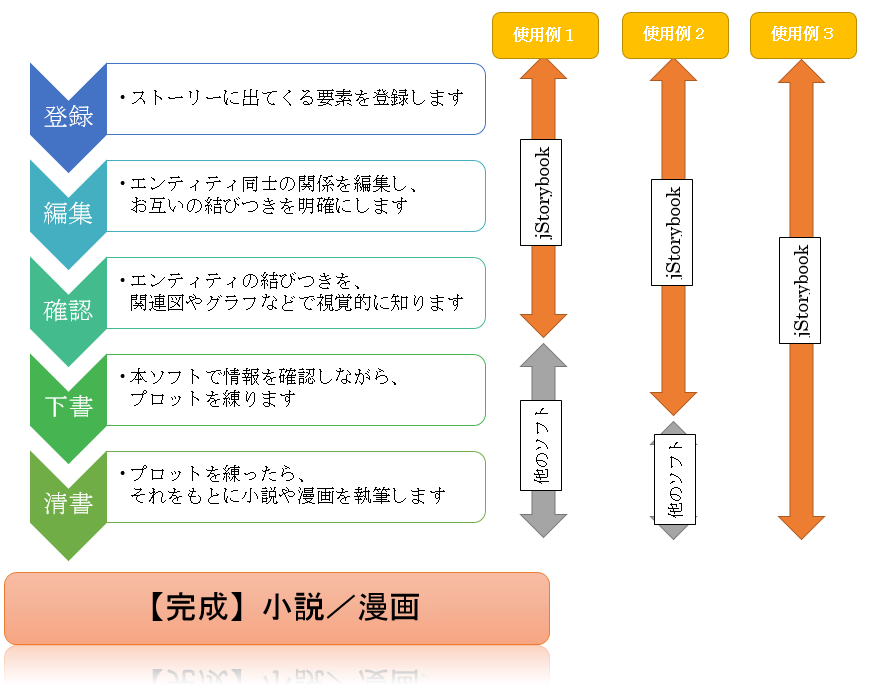 使用例１
使用例２
使用例３
登録
・ストーリーに出てくる要素を登録します
編集
・エンティティ同士の関係を編集し、
お互いの結びつきを明確にします
確認
・エンティティの結びつきを、
関連図やグラフなどで視覚的に知ります
下書
・本ソフトで情報を確認しながら、
プロットを練ります
清書
・プロットを練ったら、
それをもとに小説や漫画を執筆します
jStorybook
他のソフト
jStorybook
他のソフト
jStorybook
【完成】小説／漫画